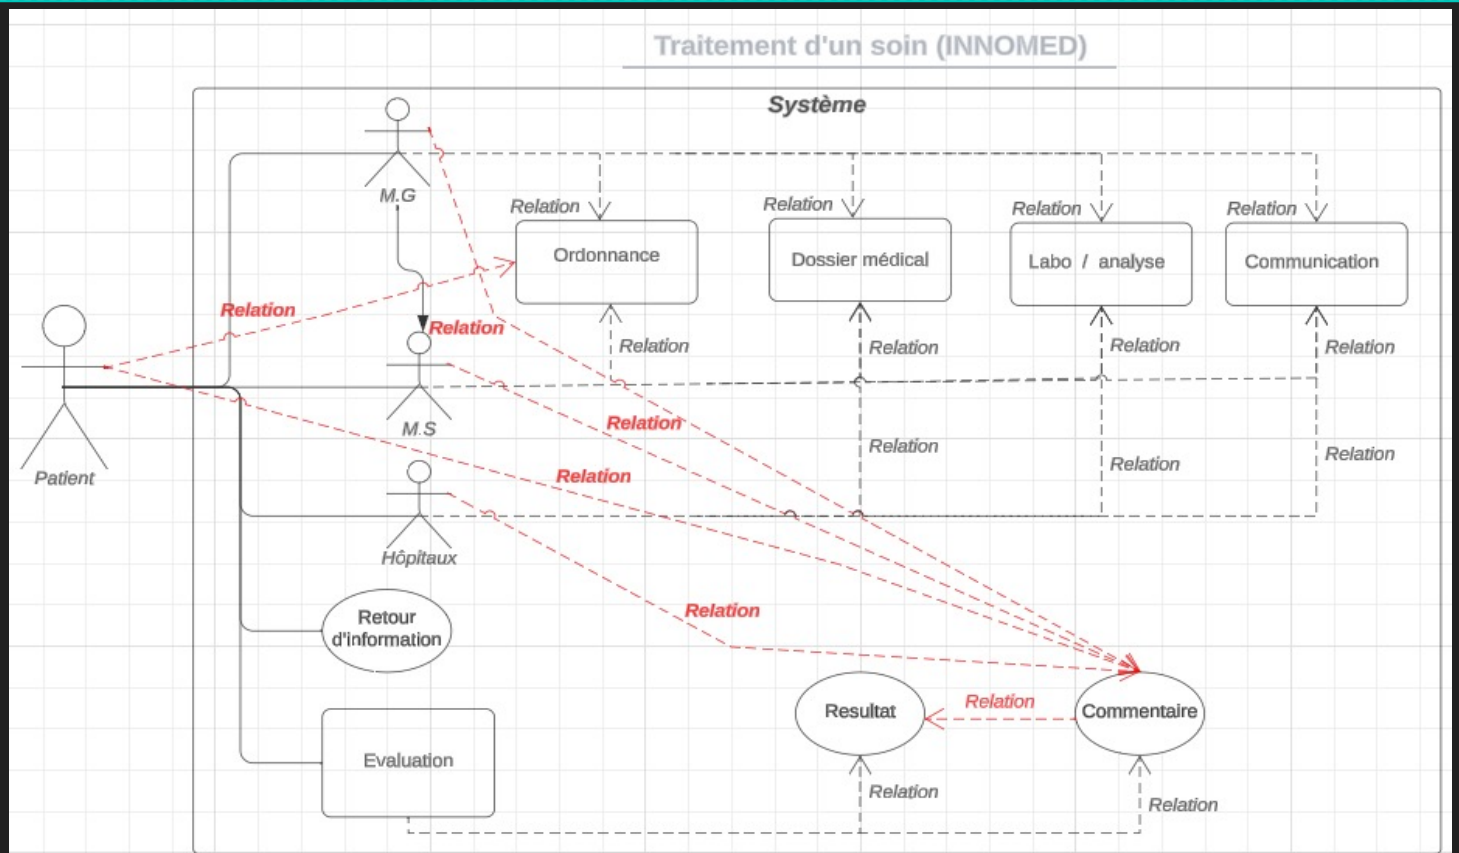 Traitement d'un soin (INNOMED)
Système
M.G
Relation
Relation
Relation
Relation
Ordonnance
Dossier médical
Labo / analyse
Communication
Relation
Relation
Relation
Relation
Relation
Relation
M.S
Patient
Relation
Relation
Relation
Relation
Relation
Hôpitaux
Retour
d'information
Relation
Relation
Resultat
Commentaire
Evaluation
Relation
Relation